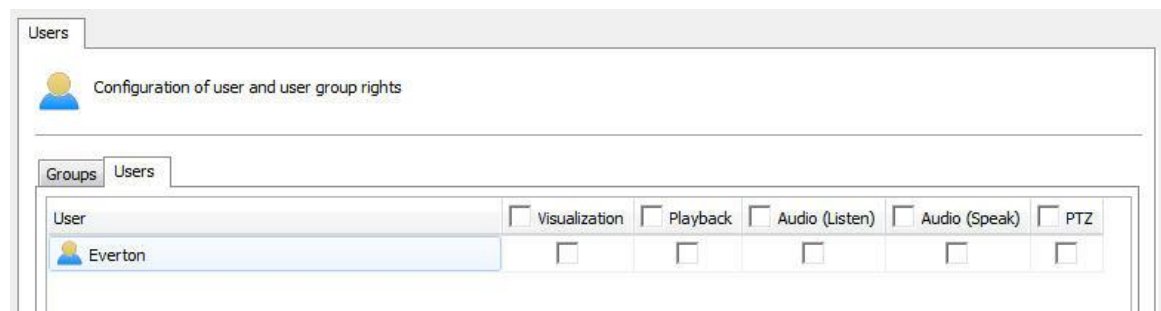 Users
Configuration of user and user group rights
Groups Users
User Visualization Playback Audio (Listen) Audio (Speak) PTZ
Everton